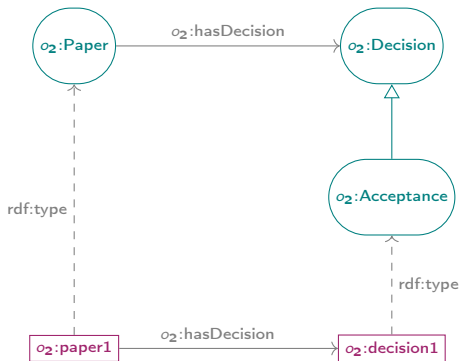 o₂:hasDecision
o₂:Paper
o₂:Decision
o₂:Acceptance
rdf:type
rdf:type
o₂:hasDecision
o₂:paper1
o₂:decision1